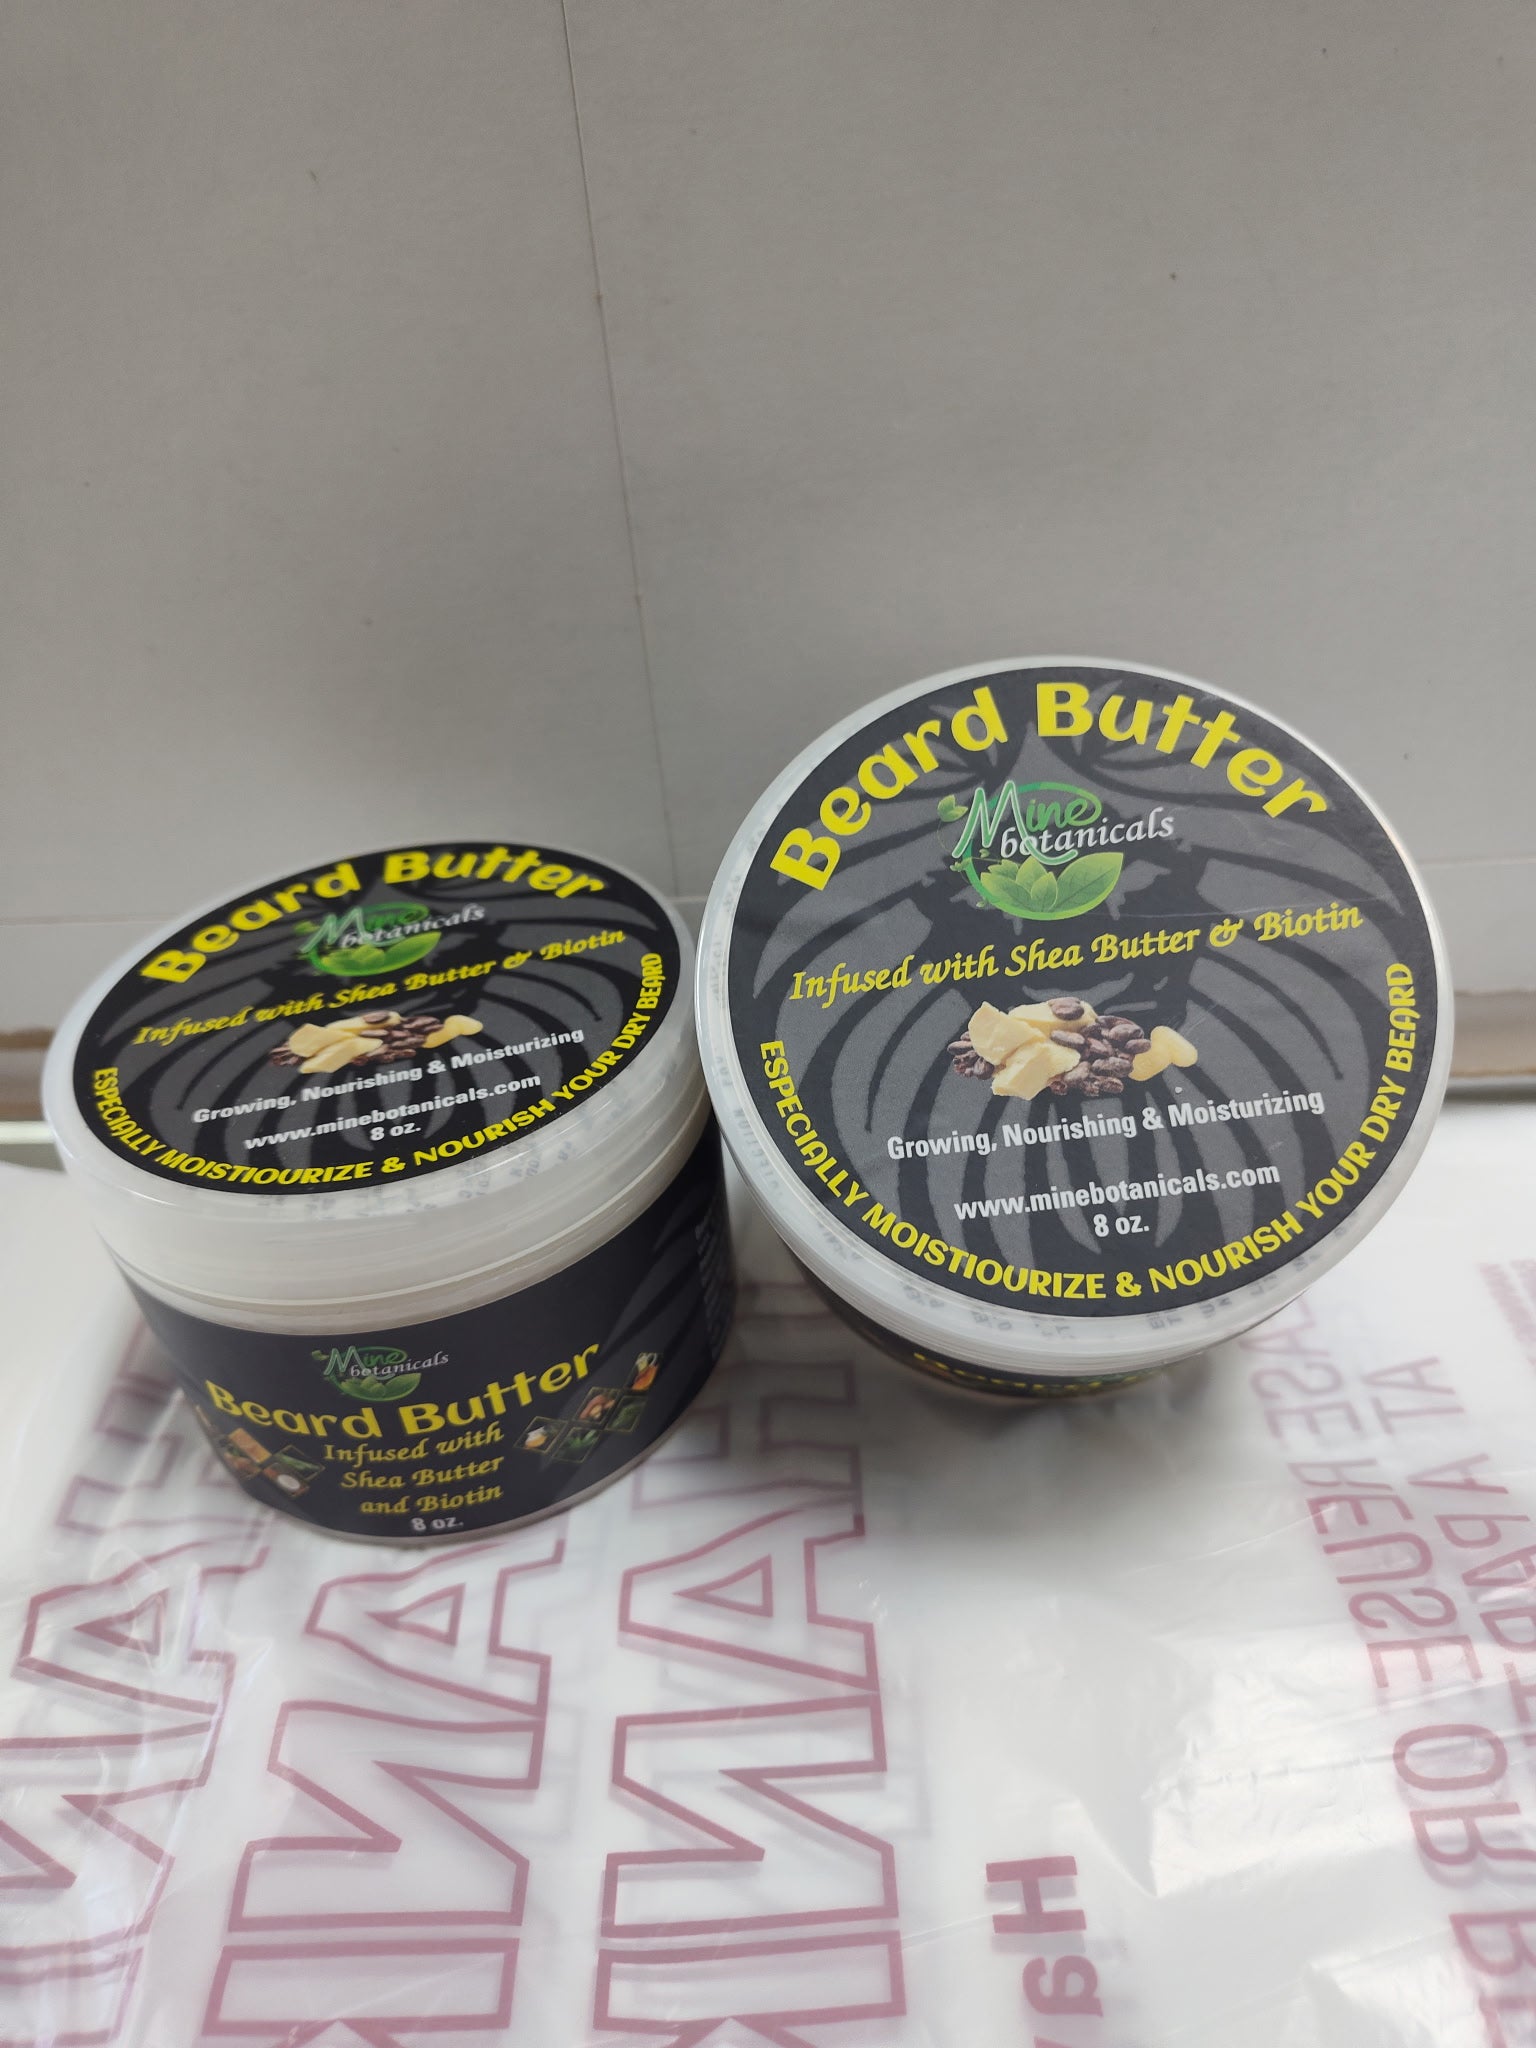 Beard Butter
Mine
botanicals
Infused with Shea Butter & Biotin
Growing, Nourishing & Moisturizing
www.minebotanicals.com
8 oz.
ESPECIALLY MOISTIOURIZE & NOURISH YOUR DRY BEARD
Mine
botanicals
Beard Butter
Infused with
Shea Butter
and Biotin
8 oz.
Beard Butter
Mine
botanicals
Infused with Shea Butter & Biotin
Growing, Nourishing & Moisturizing
www.minebotanicals.com
8 oz.
ESPECIALLY MOISTIOURIZE & NOURISH YOUR DRY BEARD